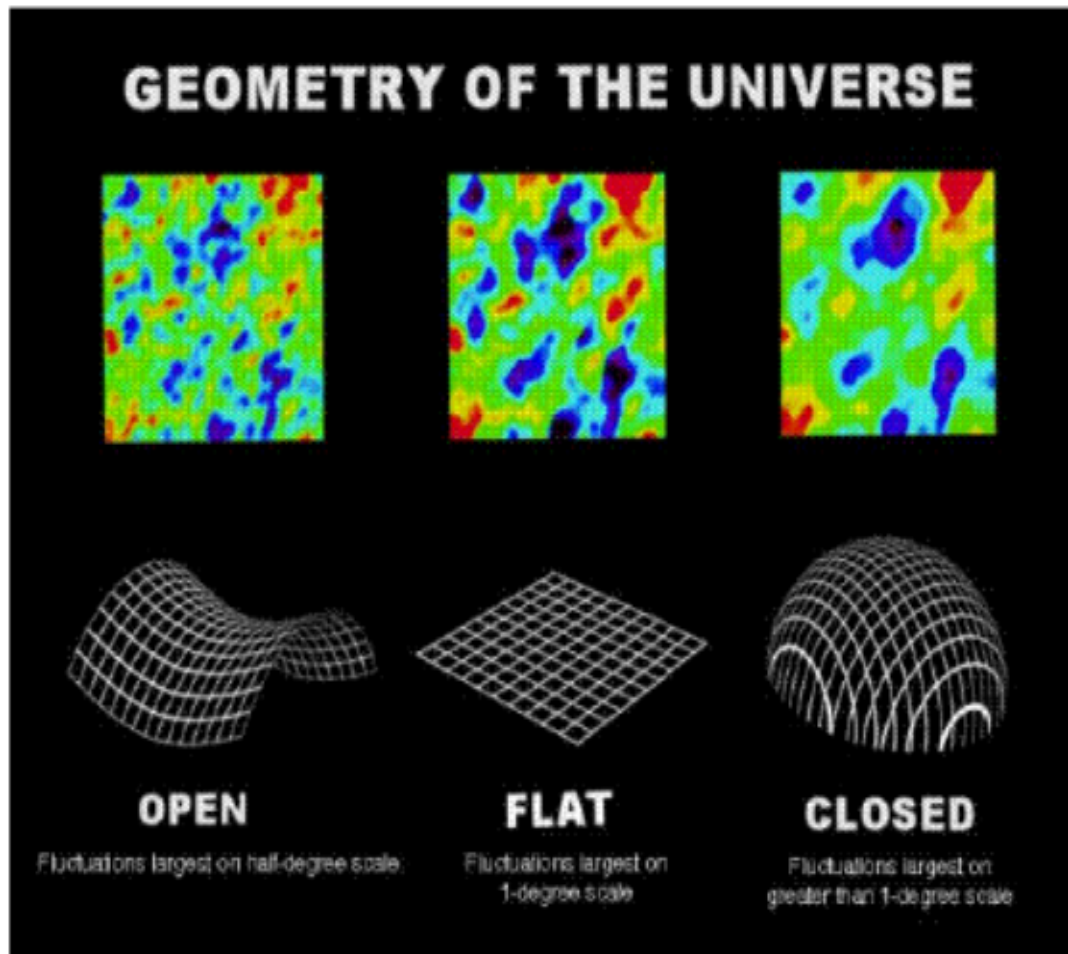 GEOMETRY OF THE UNIVERSE
OPEN
Fluctuations largest on half-degree scale
FLAT
Fluctuations largest on
1-degree scale
CLOSED
Fluctuations largest on
greater than 1-degree scale